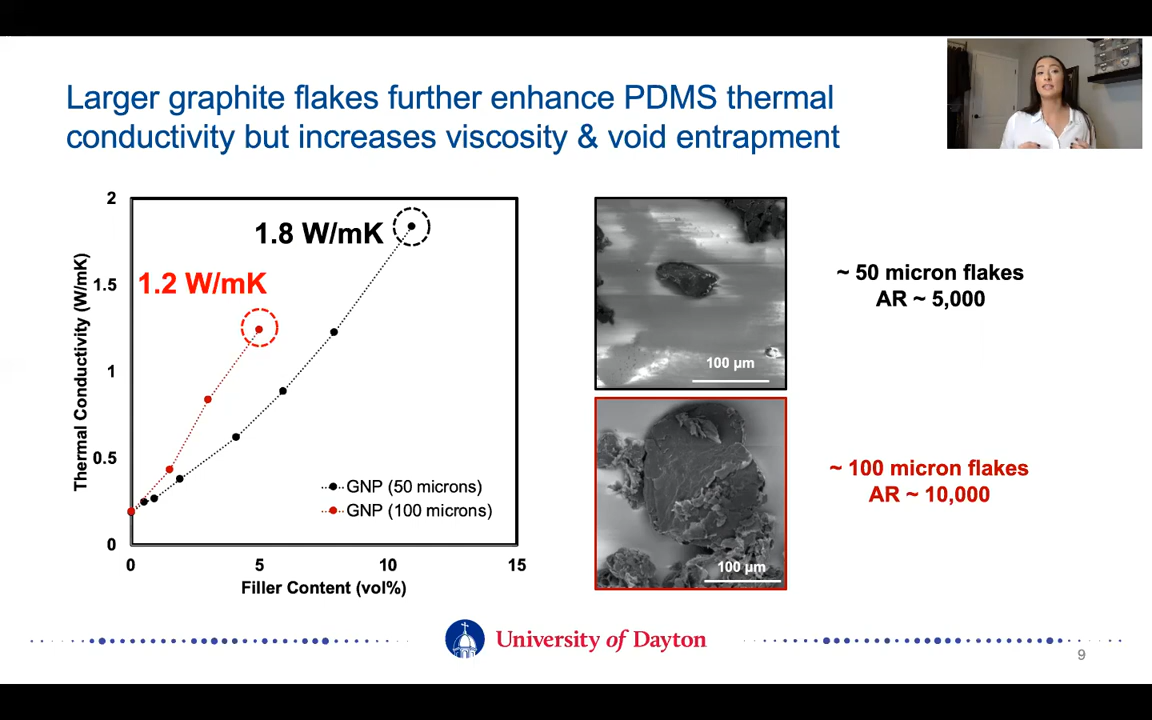 Larger graphite flakes further enhance PDMS thermal
conductivity but increases viscosity & void entrapment
Thermal Conductivity (W/mK)
2
1.5
1
0.5
0
0
5
10
15
Filler Content (vol%)
1.8 W/mK
1.2 W/mK
GNP (50 microns)
GNP (100 microns)
100 µm
~ 50 micron flakes
AR ~ 5,000
100 µm
~ 100 micron flakes
AR ~ 10,000
University of Dayton
9